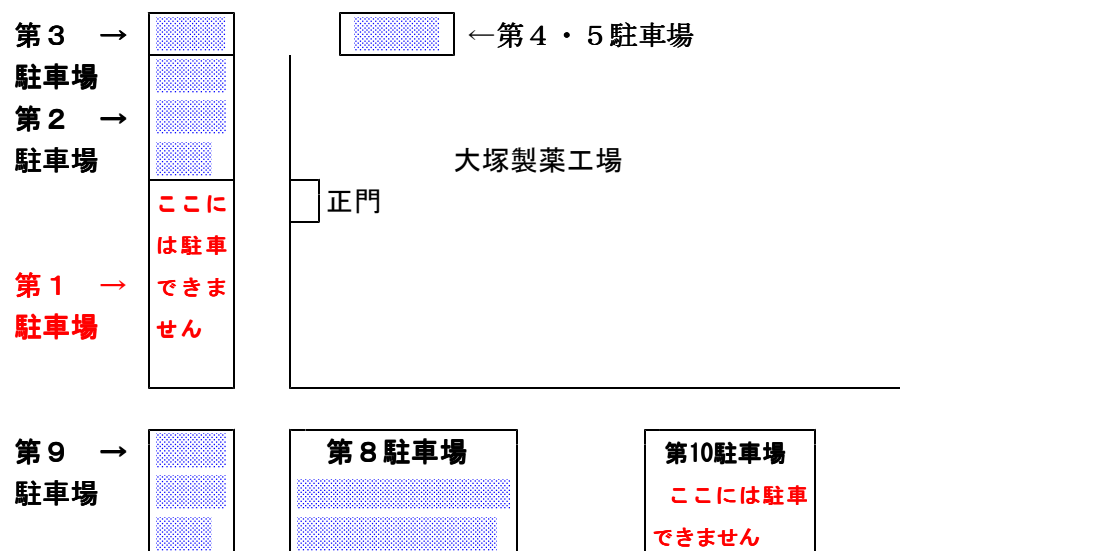 第３　→
←第４・５駐車場
駐車場
第２　→
駐車場
大塚製薬工場
正門
ここに
は駐車
できま
せん
第１　→
駐車場
第９　→
駐車場
第８駐車場
第10駐車場
ここには駐車
できません